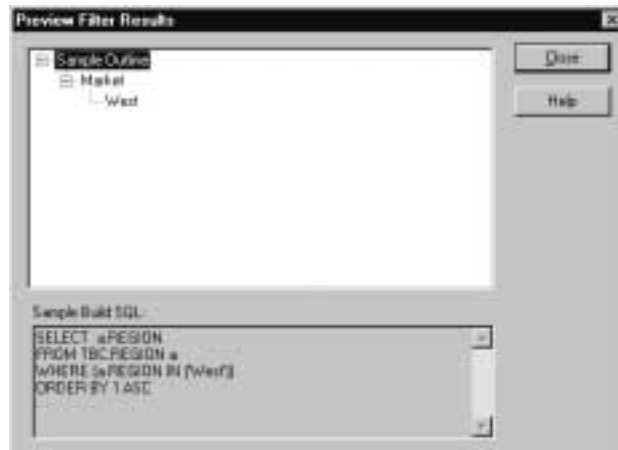 Preview Filter Results
Sample Outline
Market
West
Close
Help
Sample Build SQL:
SELECT a.REGION
FROM TBC.REGION a
WHERE (a.REGION IN ('West'))
ORDER BY 1 ASC